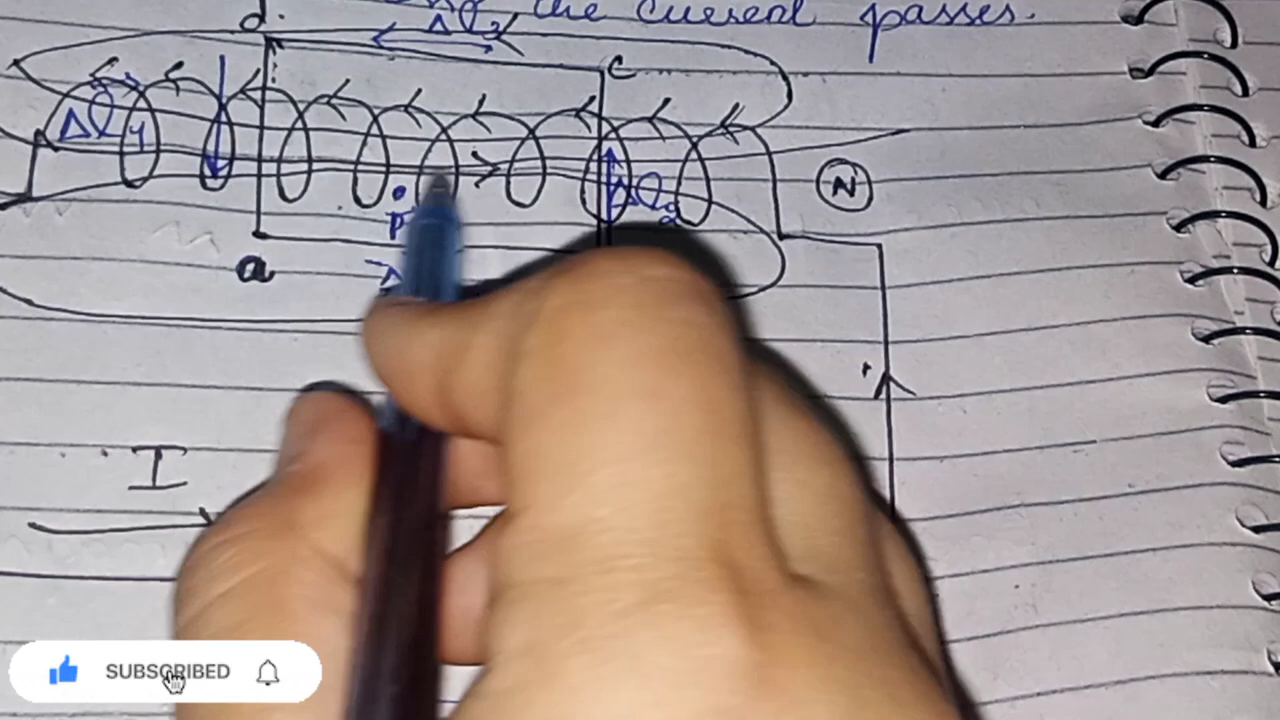 the current passes.
d.
Δl3
c
Δl4
N
Δl2
p
a
I
SUBSCRIBED